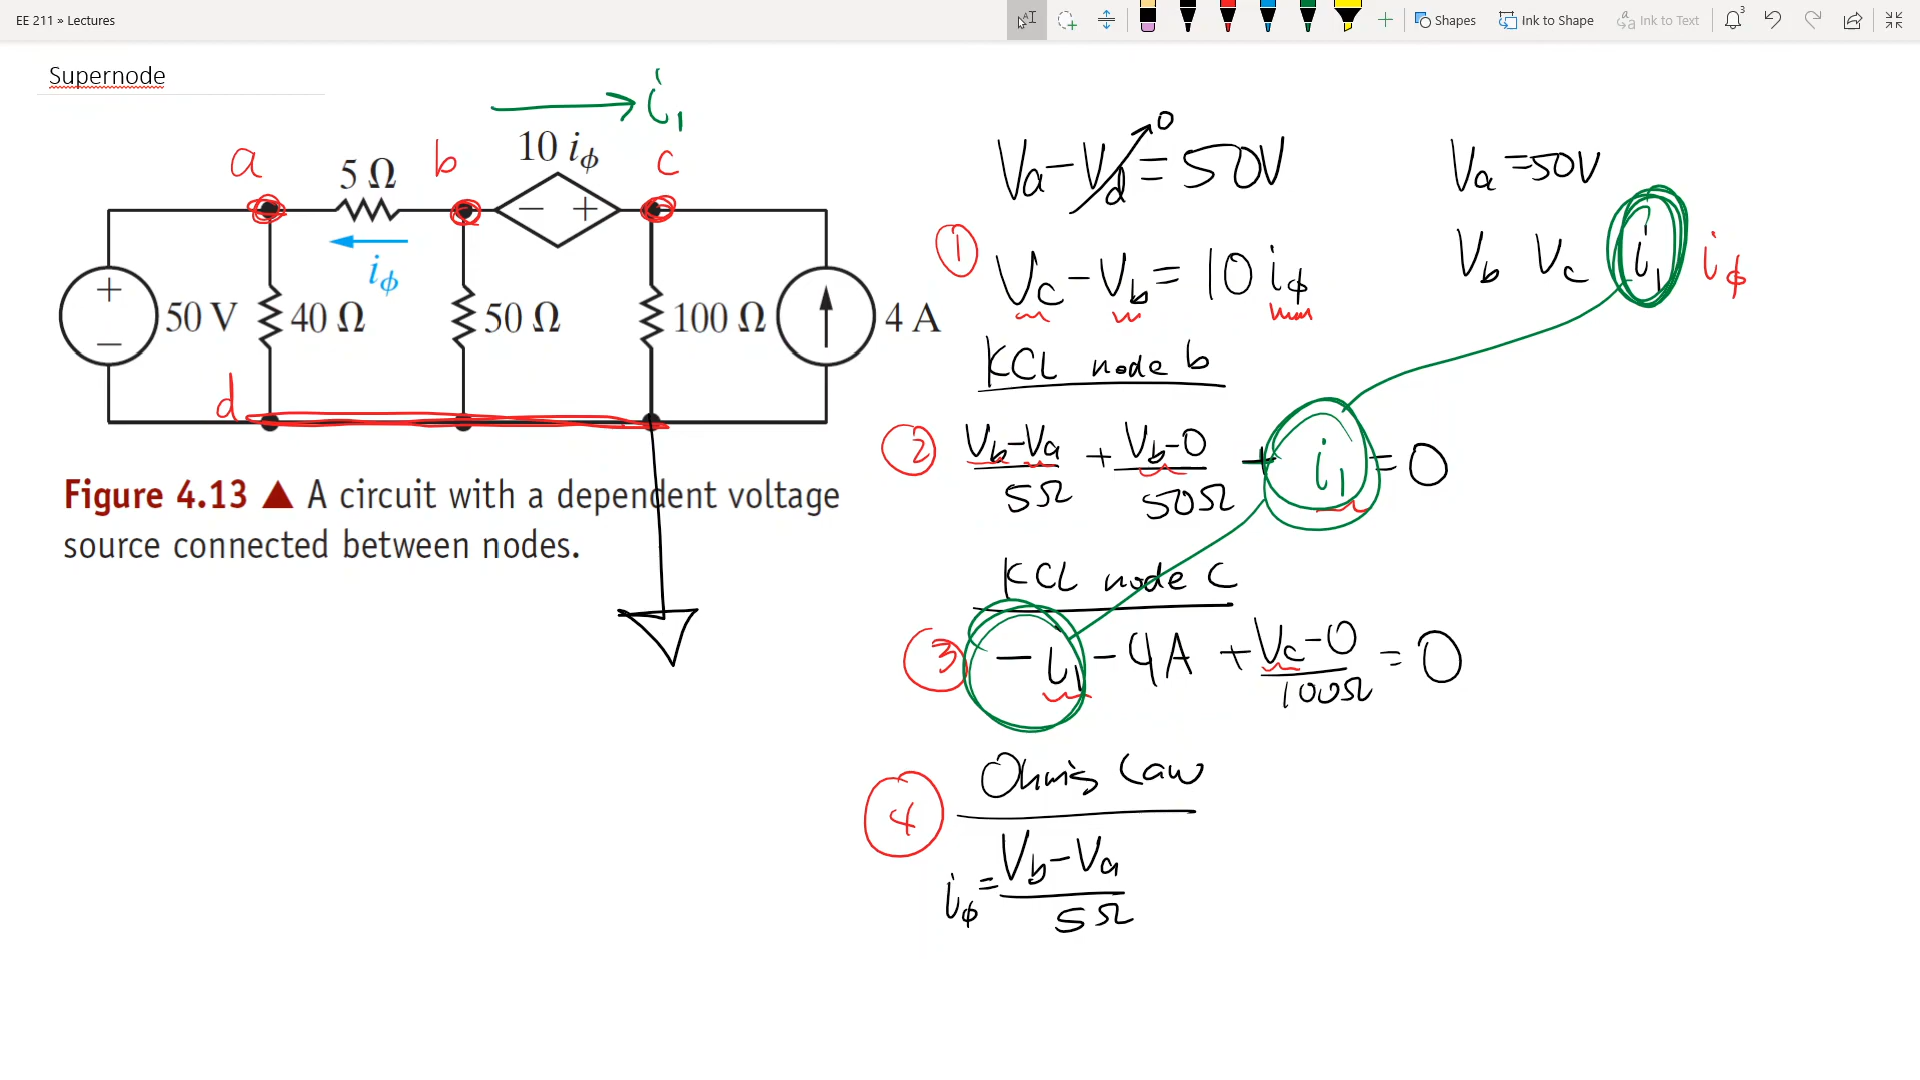 EE 211 » Lectures
Shapes
Ink to Shape
Ink to Text
3
Supernode
i₁
a
5 Ω
b
10 iϕ
c
iϕ
+
−
50 V
40 Ω
50 Ω
100 Ω
4 A
− +
d
Figure 4.13 ▲ A circuit with a dependent voltage
source connected between nodes.
Va − Vd = 50V
0
Va = 50V
① Vc − Vb = 10 iϕ
Vb Vc i₁ iϕ
KCL node b
② Vb−Va / 5Ω + Vb−0 / 50Ω + i₁ = 0
KCL node C
③ − i₁ − 4A + Vc−0 / 100Ω = 0
Ohm's Law
④ iϕ = Vb−Va / 5Ω